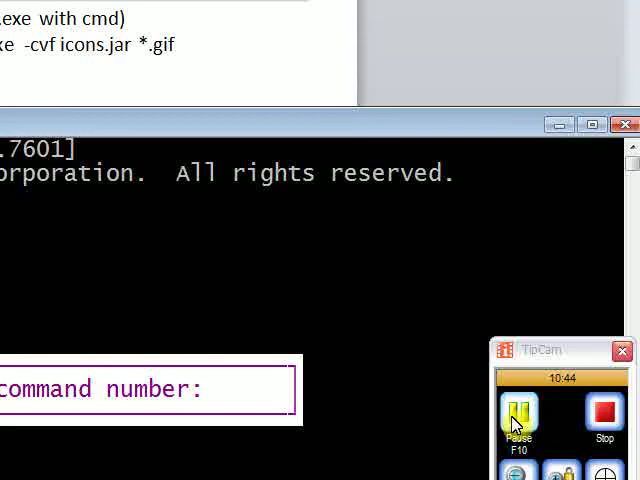 .exe with cmd)
xe -cvf icons.jar *.gif
.7601]
orporation. All rights reserved.
command number:
TipCam
10:44
Pause
F10
Stop